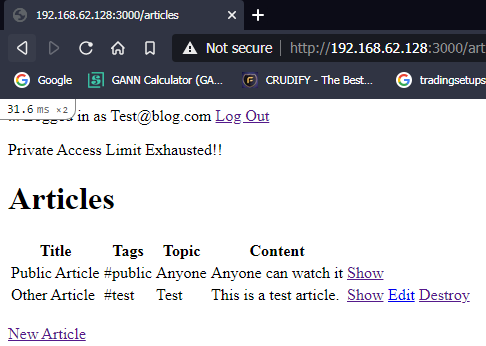 192.168.62.128:3000/articles
Not secure http://192.168.62.128:3000/art
Google GANN Calculator (GA... CRUDIFY - The Best... tradingsetups
31.6 ms ×2
in as Test@blog.com Log Out
Private Access Limit Exhausted!!
Articles
Title Tags Topic Content
Public Article #public Anyone Anyone can watch it Show
Other Article #test Test This is a test article. Show Edit Destroy
New Article